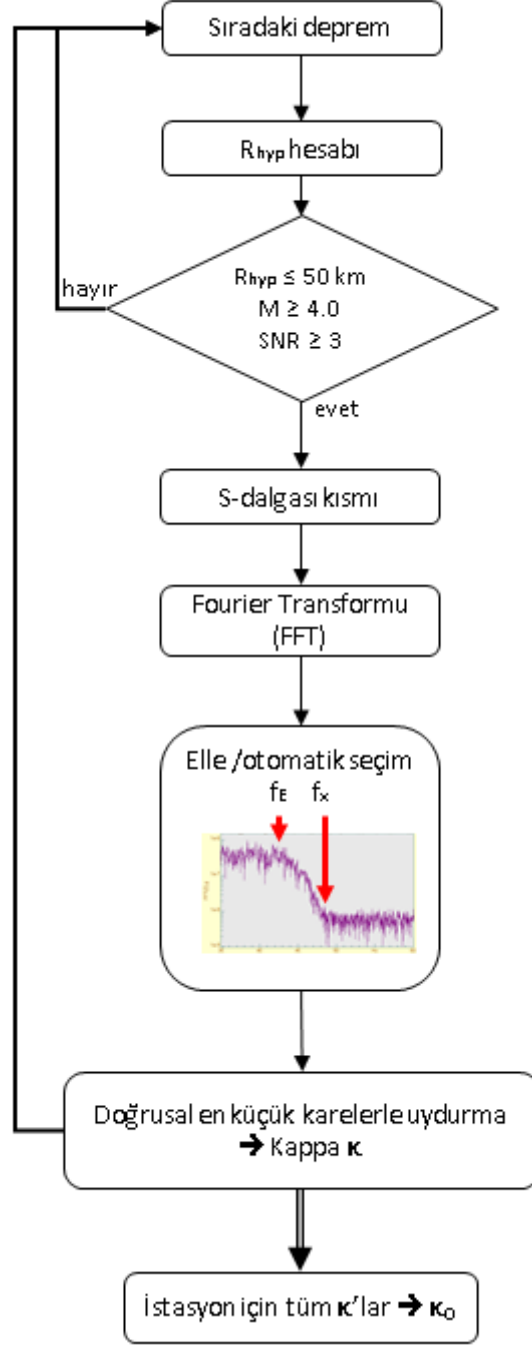 Sıradaki deprem
Rhyp hesabı
Rhyp ≤ 50 km
M ≥ 4.0
SNR ≥ 3
hayır
evet
S-dalgası kısmı
Fourier Transformu
(FFT)
Elle /otomatik seçim
fE fx
Doğrusal en küçük karelerle uydurma
➔ Kappa κ
İstasyon için tüm κ'lar ➔ κ0